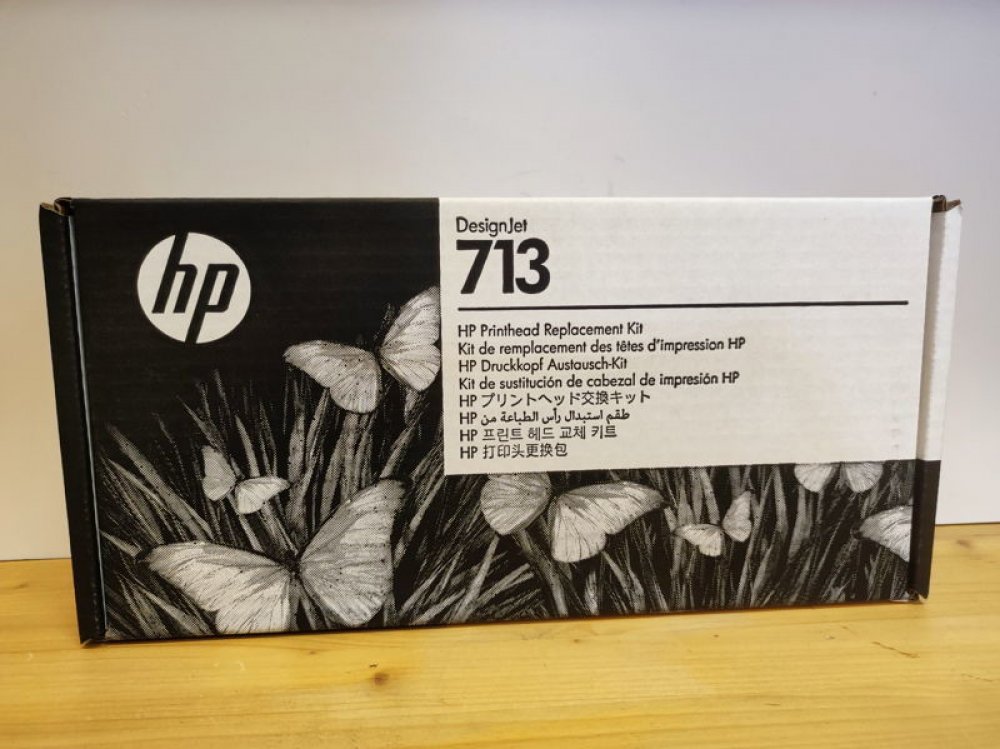 hp
DesignJet
713
HP Printhead Replacement Kit
Kit de remplacement des têtes d'impression HP
HP Druckkopf Austausch-Kit
Kit de sustitución de cabezal de impresión HP
HP プリントヘッド交換キット
طقم استبدال رأس الطباعة من HP
HP 프린트 헤드 교체 키트
HP 打印头更换包